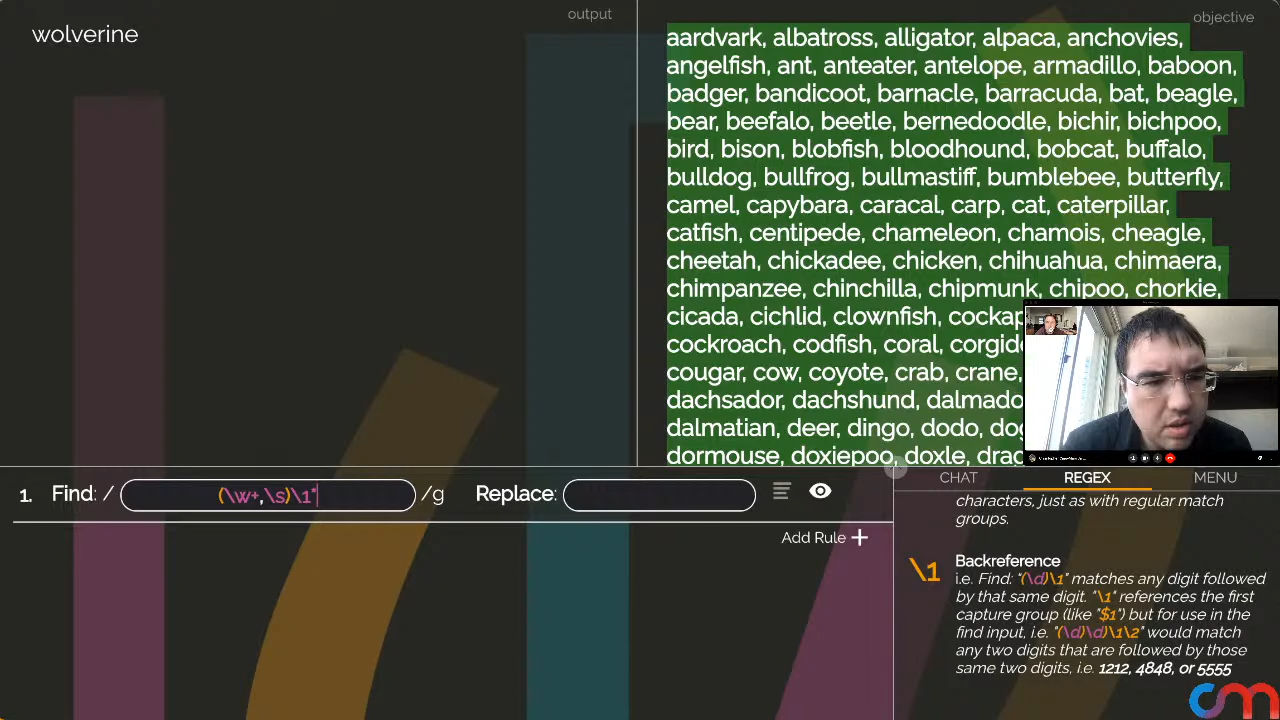 output
wolverine
objective
aardvark, albatross, alligator, alpaca, anchovies,
angelfish, ant, anteater, antelope, armadillo, baboon,
badger, bandicoot, barnacle, barracuda, bat, beagle,
bear, beefalo, beetle, bernedoodle, bichir, bichpoo,
bird, bison, blobfish, bloodhound, bobcat, buffalo,
bulldog, bullfrog, bullmastiff, bumblebee, butterfly,
camel, capybara, caracal, carp, cat, caterpillar,
catfish, centipede, chameleon, chamois, cheagle,
cheetah, chickadee, chicken, chihuahua, chimaera,
chimpanzee, chinchilla, chipmunk, chipoo, chorkie,
cicada, cichlid, clownfish, cockap
cockroach, codfish, coral, corgid
cougar, cow, coyote, crab, crane,
dachsador, dachshund, dalmado
dalmatian, deer, dingo, dodo, dog
dormouse, doxiepoo, doxle, drag
1. Find: / (\w+,\s)\1* /g Replace:
Add Rule +
CHAT REGEX MENU
characters, just as with regular match
groups.
\1 Backreference
i.e. Find: "(\d)\1" matches any digit followed
by that same digit. "\1" references the first
capture group (like "$1") but for use in the
find input, i.e. "(\d)\d)\1\2" would match
any two digits that are followed by those
same two digits, i.e. 1212, 4848, or 5555
cm